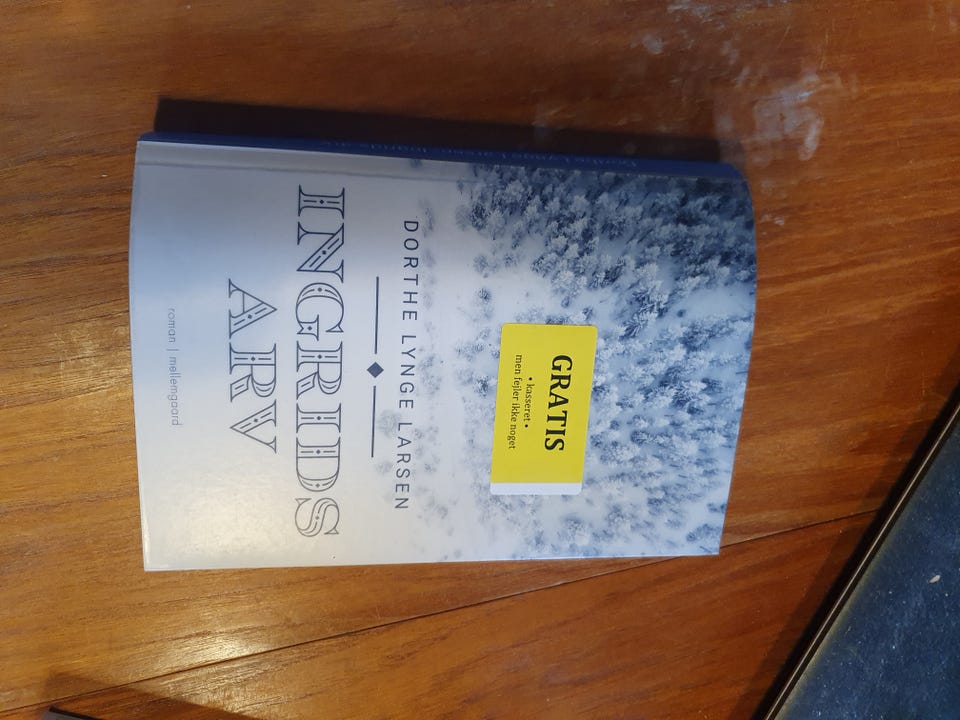 GRATIS
• kasseret •
men fejler ikke noget
DORTHE LYNGE LARSEN
INGRIDS
ARV
roman | mellemgaard